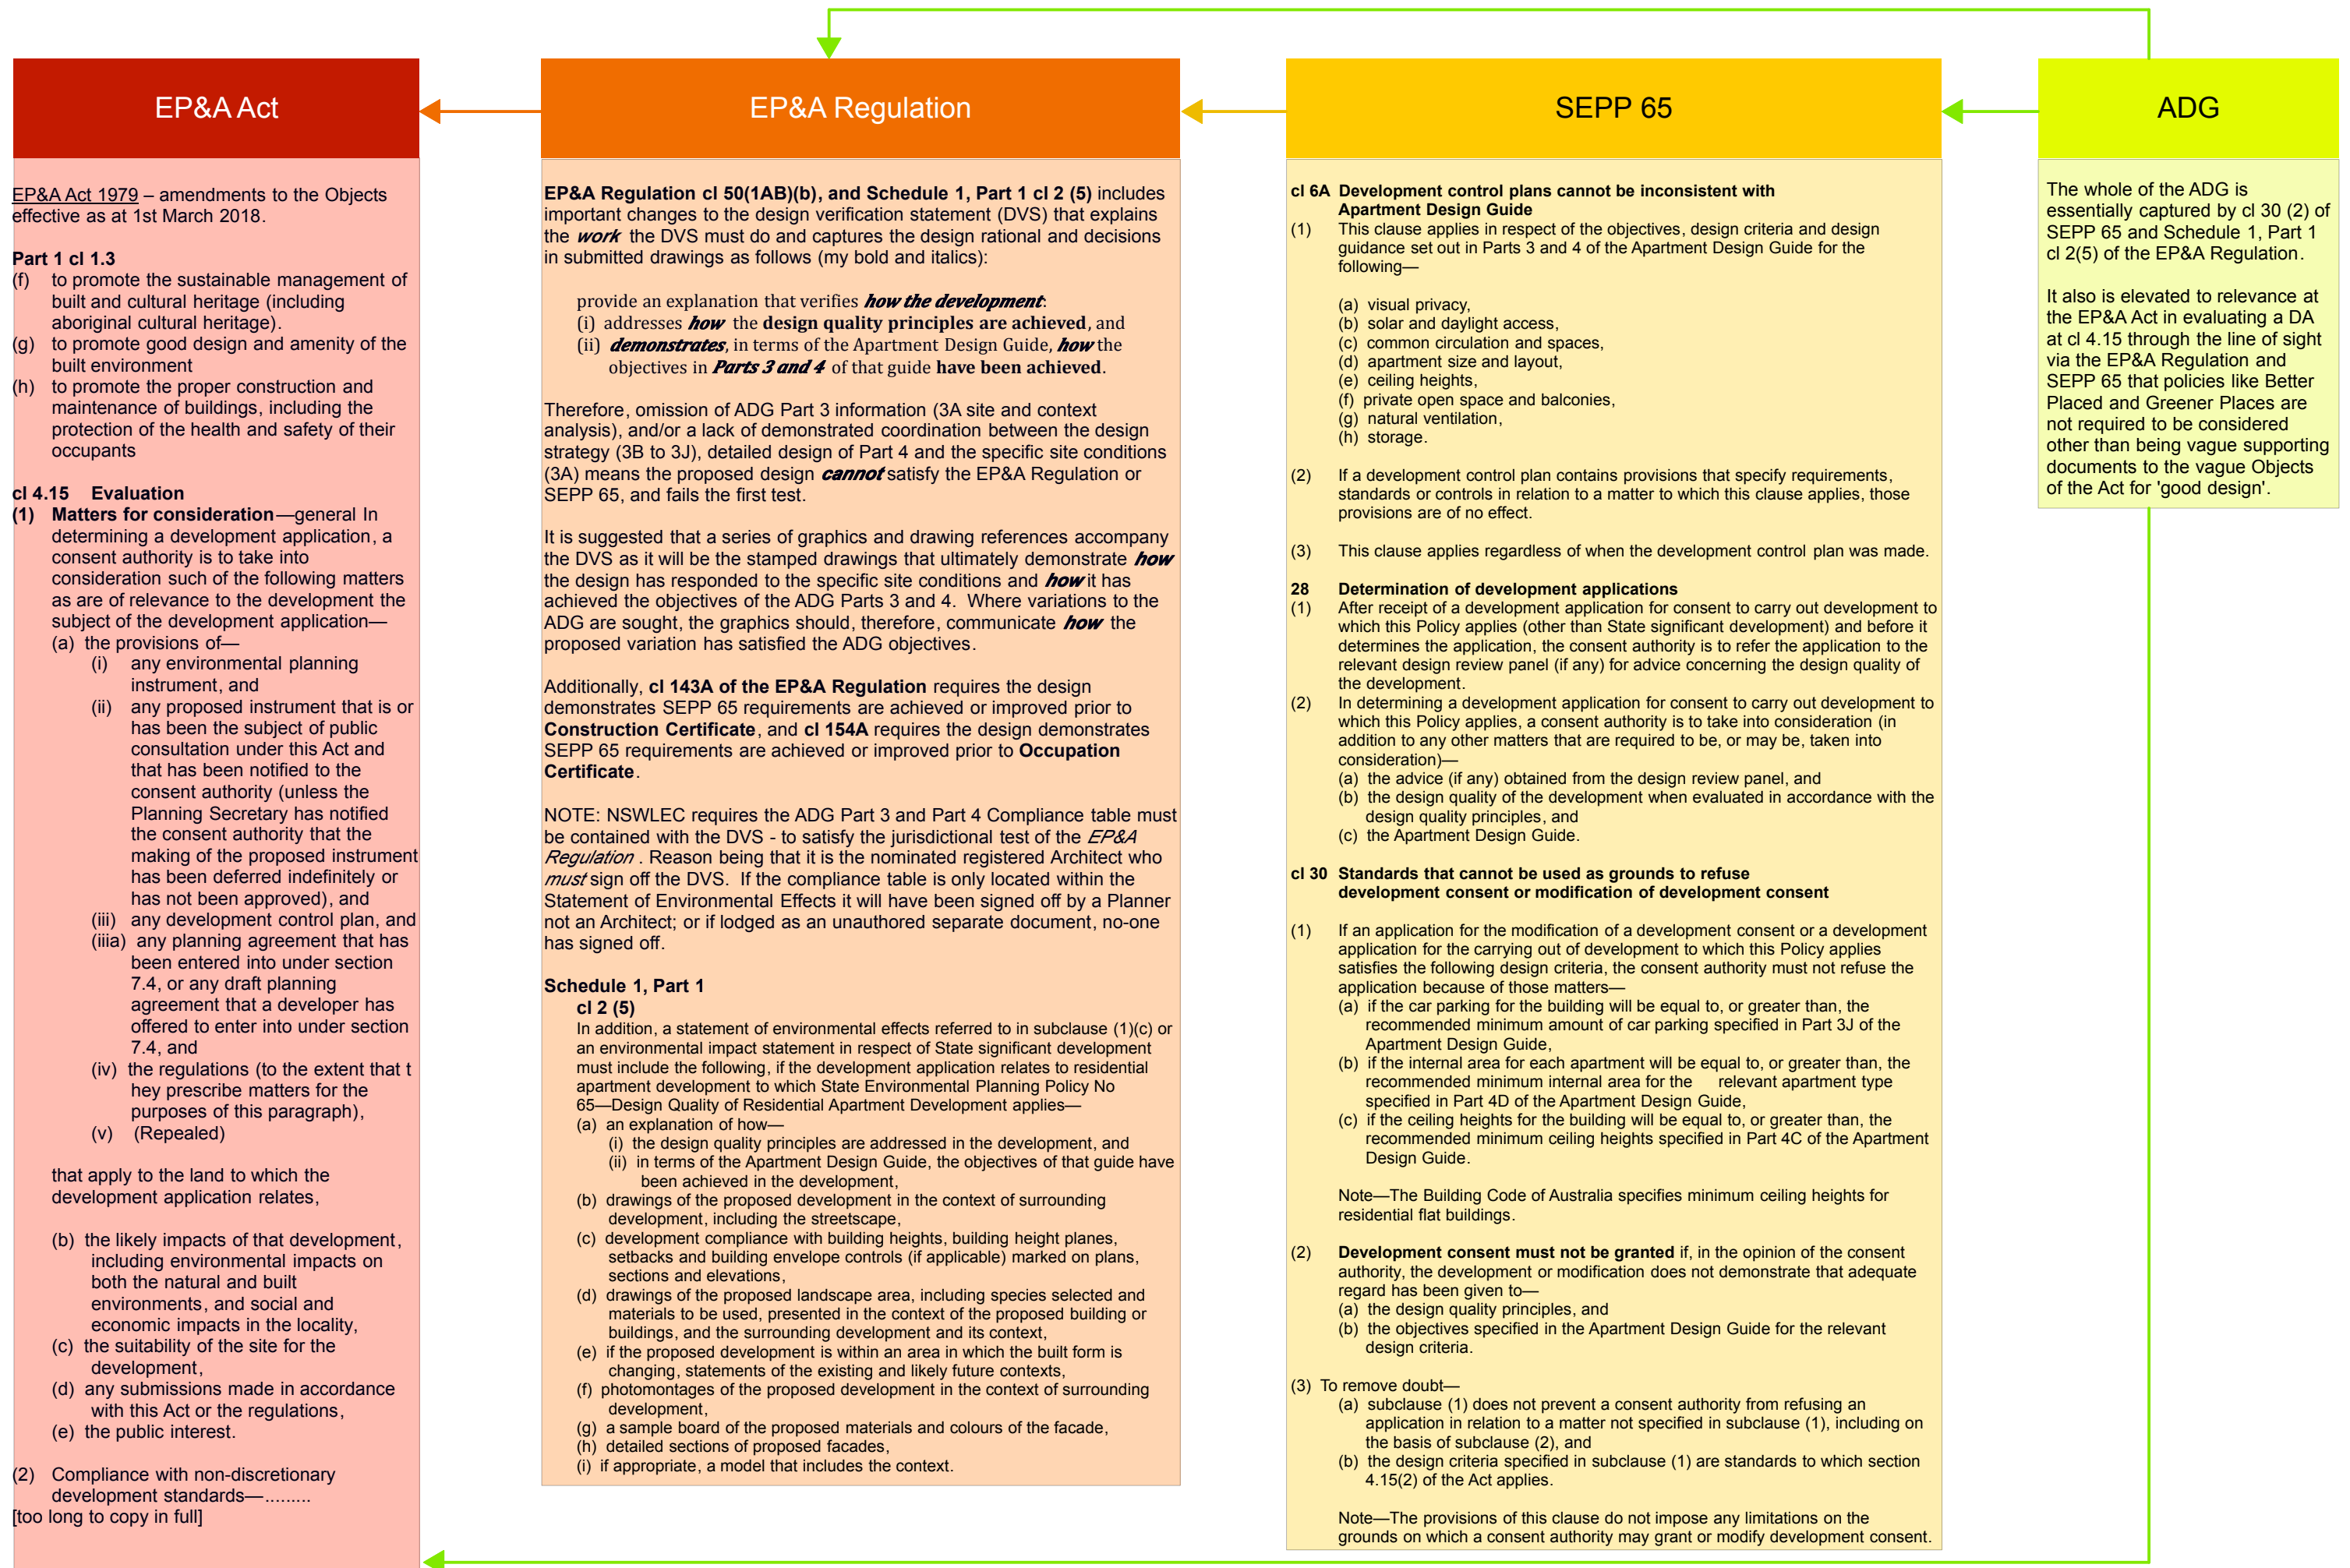 EP&A Act
EP&A Regulation
SEPP 65
ADG
EP&A Act 1979 – amendments to the Objects
effective as at 1st March 2018.
Part 1 cl 1.3
(f) to promote the sustainable management of
built and cultural heritage (including
aboriginal cultural heritage).
(g) to promote good design and amenity of the
built environment
(h) to promote the proper construction and
maintenance of buildings, including the
protection of the health and safety of their
occupants
cl 4.15 Evaluation
(1) Matters for consideration—general In
determining a development application, a
consent authority is to take into
consideration such of the following matters
as are of relevance to the development the
subject of the development application—
(a) the provisions of—
(i) any environmental planning
instrument, and
(ii) any proposed instrument that is or
has been the subject of public
consultation under this Act and
that has been notified to the
consent authority (unless the
Planning Secretary has notified
the consent authority that the
making of the proposed instrument
has been deferred indefinitely or
has not been approved), and
(iii) any development control plan, and
(iiia) any planning agreement that has
been entered into under section
7.4, or any draft planning
agreement that a developer has
offered to enter into under section
7.4, and
(iv) the regulations (to the extent that t
hey prescribe matters for the
purposes of this paragraph),
(v) (Repealed)
that apply to the land to which the
development application relates,
(b) the likely impacts of that development,
including environmental impacts on
both the natural and built
environments, and social and
economic impacts in the locality,
(c) the suitability of the site for the
development,
(d) any submissions made in accordance
with this Act or the regulations,
(e) the public interest.
(2) Compliance with non-discretionary
development standards—.........
[too long to copy in full]
EP&A Regulation cl 50(1AB)(b), and Schedule 1, Part 1 cl 2 (5) includes
important changes to the design verification statement (DVS) that explains
the work the DVS must do and captures the design rational and decisions
in submitted drawings as follows (my bold and italics):
provide an explanation that verifies how the development:
(i) addresses how the design quality principles are achieved, and
(ii) demonstrates, in terms of the Apartment Design Guide, how the
objectives in Parts 3 and 4 of that guide have been achieved.
Therefore, omission of ADG Part 3 information (3A site and context
analysis), and/or a lack of demonstrated coordination between the design
strategy (3B to 3J), detailed design of Part 4 and the specific site conditions
(3A) means the proposed design cannot satisfy the EP&A Regulation or
SEPP 65, and fails the first test.
It is suggested that a series of graphics and drawing references accompany
the DVS as it will be the stamped drawings that ultimately demonstrate how
the design has responded to the specific site conditions and how it has
achieved the objectives of the ADG Parts 3 and 4. Where variations to the
ADG are sought, the graphics should, therefore, communicate how the
proposed variation has satisfied the ADG objectives.
Additionally, cl 143A of the EP&A Regulation requires the design
demonstrates SEPP 65 requirements are achieved or improved prior to
Construction Certificate, and cl 154A requires the design demonstrates
SEPP 65 requirements are achieved or improved prior to Occupation
Certificate.
NOTE: NSWLEC requires the ADG Part 3 and Part 4 Compliance table must
be contained with the DVS - to satisfy the jurisdictional test of the EP&A
Regulation . Reason being that it is the nominated registered Architect who
must sign off the DVS. If the compliance table is only located within the
Statement of Environmental Effects it will have been signed off by a Planner
not an Architect; or if lodged as an unauthored separate document, no-one
has signed off.
Schedule 1, Part 1
cl 2 (5)
In addition, a statement of environmental effects referred to in subclause (1)(c) or
an environmental impact statement in respect of State significant development
must include the following, if the development application relates to residential
apartment development to which State Environmental Planning Policy No
65—Design Quality of Residential Apartment Development applies—
(a) an explanation of how—
(i) the design quality principles are addressed in the development, and
(ii) in terms of the Apartment Design Guide, the objectives of that guide have
been achieved in the development,
(b) drawings of the proposed development in the context of surrounding
development, including the streetscape,
(c) development compliance with building heights, building height planes,
setbacks and building envelope controls (if applicable) marked on plans,
sections and elevations,
(d) drawings of the proposed landscape area, including species selected and
materials to be used, presented in the context of the proposed building or
buildings, and the surrounding development and its context,
(e) if the proposed development is within an area in which the built form is
changing, statements of the existing and likely future contexts,
(f) photomontages of the proposed development in the context of surrounding
development,
(g) a sample board of the proposed materials and colours of the facade,
(h) detailed sections of proposed facades,
(i) if appropriate, a model that includes the context.
cl 6A Development control plans cannot be inconsistent with
Apartment Design Guide
(1) This clause applies in respect of the objectives, design criteria and design
guidance set out in Parts 3 and 4 of the Apartment Design Guide for the
following—
(a) visual privacy,
(b) solar and daylight access,
(c) common circulation and spaces,
(d) apartment size and layout,
(e) ceiling heights,
(f) private open space and balconies,
(g) natural ventilation,
(h) storage.
(2) If a development control plan contains provisions that specify requirements,
standards or controls in relation to a matter to which this clause applies, those
provisions are of no effect.
(3) This clause applies regardless of when the development control plan was made.
28 Determination of development applications
(1) After receipt of a development application for consent to carry out development to
which this Policy applies (other than State significant development) and before it
determines the application, the consent authority is to refer the application to the
relevant design review panel (if any) for advice concerning the design quality of
the development.
(2) In determining a development application for consent to carry out development to
which this Policy applies, a consent authority is to take into consideration (in
addition to any other matters that are required to be, or may be, taken into
consideration)—
(a) the advice (if any) obtained from the design review panel, and
(b) the design quality of the development when evaluated in accordance with the
design quality principles, and
(c) the Apartment Design Guide.
cl 30 Standards that cannot be used as grounds to refuse
development consent or modification of development consent
(1) If an application for the modification of a development consent or a development
application for the carrying out of development to which this Policy applies
satisfies the following design criteria, the consent authority must not refuse the
application because of those matters—
(a) if the car parking for the building will be equal to, or greater than, the
recommended minimum amount of car parking specified in Part 3J of the
Apartment Design Guide,
(b) if the internal area for each apartment will be equal to, or greater than, the
recommended minimum internal area for the relevant apartment type
specified in Part 4D of the Apartment Design Guide,
(c) if the ceiling heights for the building will be equal to, or greater than, the
recommended minimum ceiling heights specified in Part 4C of the Apartment
Design Guide.
Note—The Building Code of Australia specifies minimum ceiling heights for
residential flat buildings.
(2) Development consent must not be granted if, in the opinion of the consent
authority, the development or modification does not demonstrate that adequate
regard has been given to—
(a) the design quality principles, and
(b) the objectives specified in the Apartment Design Guide for the relevant
design criteria.
(3) To remove doubt—
(a) subclause (1) does not prevent a consent authority from refusing an
application in relation to a matter not specified in subclause (1), including on
the basis of subclause (2), and
(b) the design criteria specified in subclause (1) are standards to which section
4.15(2) of the Act applies.
Note—The provisions of this clause do not impose any limitations on the
grounds on which a consent authority may grant or modify development consent.
The whole of the ADG is
essentially captured by cl 30 (2) of
SEPP 65 and Schedule 1, Part 1
cl 2(5) of the EP&A Regulation.
It also is elevated to relevance at
the EP&A Act in evaluating a DA
at cl 4.15 through the line of sight
via the EP&A Regulation and
SEPP 65 that policies like Better
Placed and Greener Places are
not required to be considered
other than being vague supporting
documents to the vague Objects
of the Act for 'good design'.